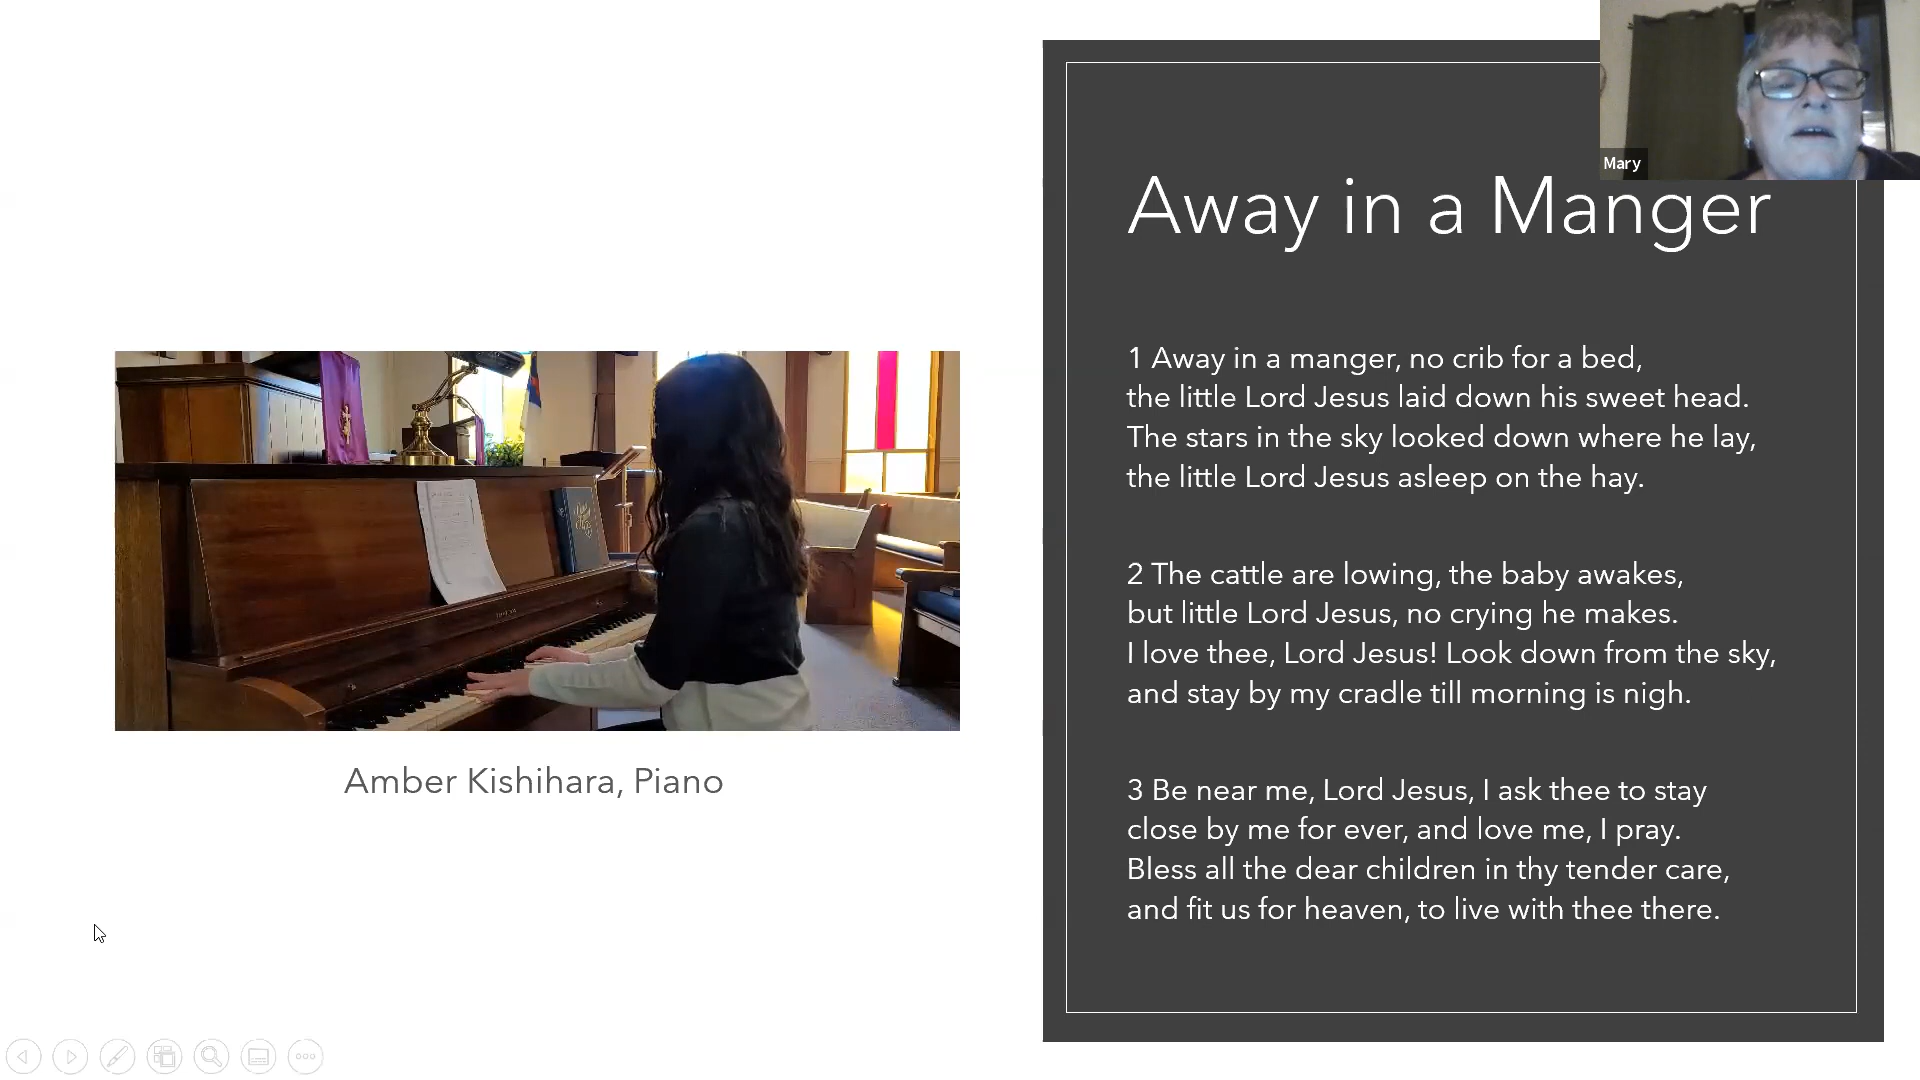 Mary
Away in a Manger
1 Away in a manger, no crib for a bed,
the little Lord Jesus laid down his sweet head.
The stars in the sky looked down where he lay,
the little Lord Jesus asleep on the hay.
2 The cattle are lowing, the baby awakes,
but little Lord Jesus, no crying he makes.
I love thee, Lord Jesus! Look down from the sky,
and stay by my cradle till morning is nigh.
3 Be near me, Lord Jesus, I ask thee to stay
close by me for ever, and love me, I pray.
Bless all the dear children in thy tender care,
and fit us for heaven, to live with thee there.
Amber Kishihara, Piano